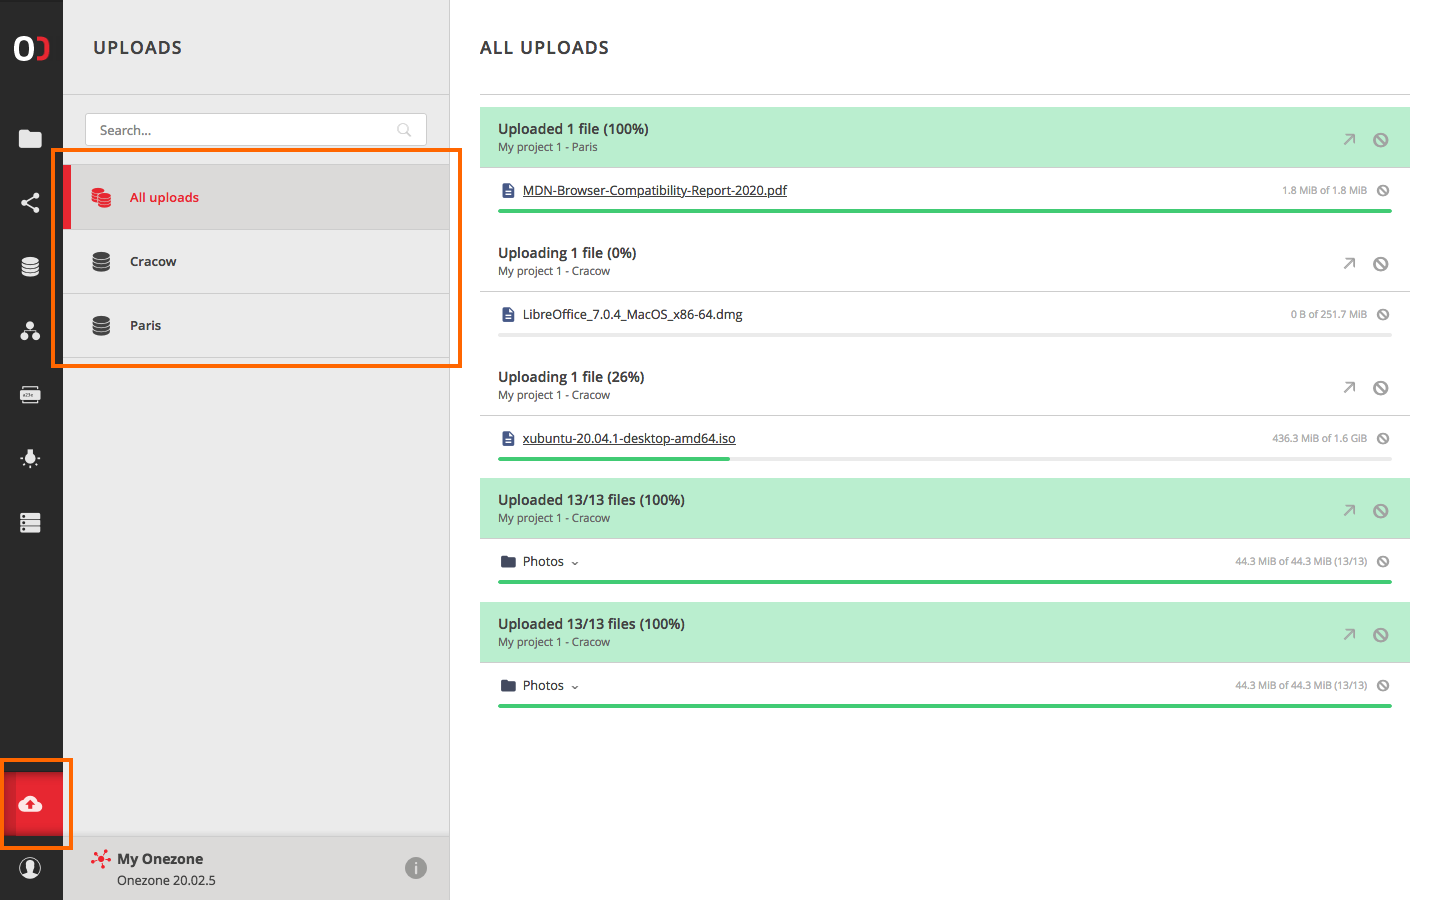 UPLOADS
Search...
All uploads
Cracow
Paris
My Onezone
Onezone 20.02.5
ALL UPLOADS
Uploaded 1 file (100%)
My project 1 - Paris
MDN-Browser-Compatibility-Report-2020.pdf
1.8 MiB of 1.8 MiB
Uploading 1 file (0%)
My project 1 - Cracow
LibreOffice_7.0.4_MacOS_x86-64.dmg
0 B of 251.7 MiB
Uploading 1 file (26%)
My project 1 - Cracow
xubuntu-20.04.1-desktop-amd64.iso
436.3 MiB of 1.6 GiB
Uploaded 13/13 files (100%)
My project 1 - Cracow
Photos
44.3 MiB of 44.3 MiB (13/13)
Uploaded 13/13 files (100%)
My project 1 - Cracow
Photos
44.3 MiB of 44.3 MiB (13/13)